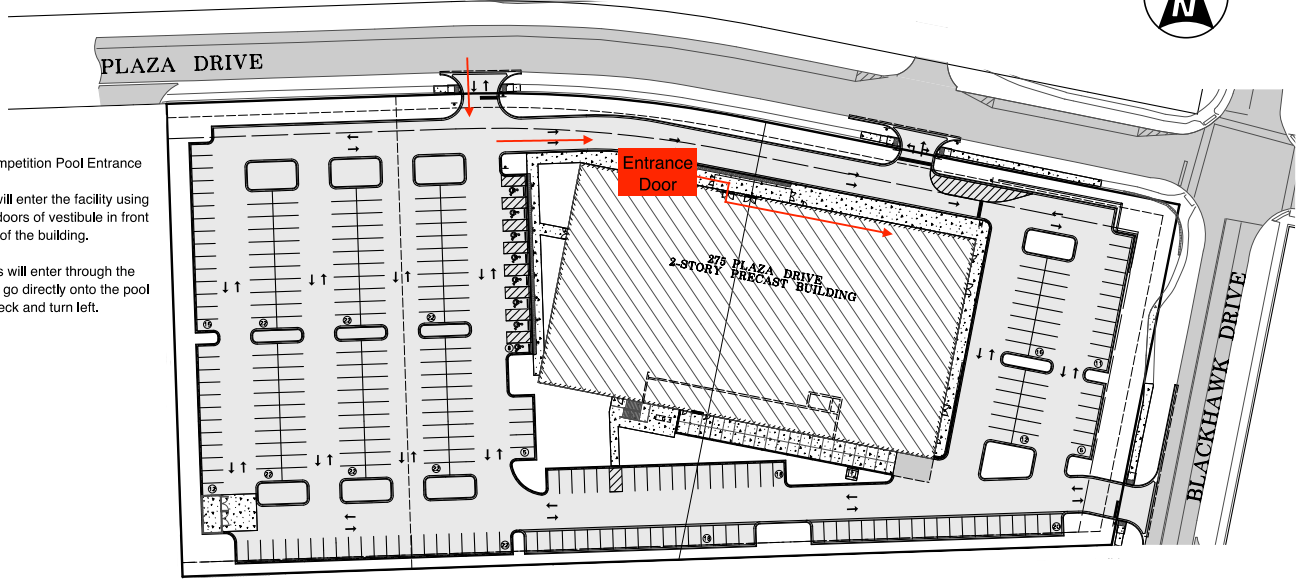 N
PLAZA DRIVE
mpetition Pool Entrance
will enter the facility using
doors of vestibule in front
of the building.
s will enter through the
go directly onto the pool
eck and turn left.
Entrance
Door
275 PLAZA DRIVE
2-STORY PRECAST BUILDING
BLACKHAWK DRIVE